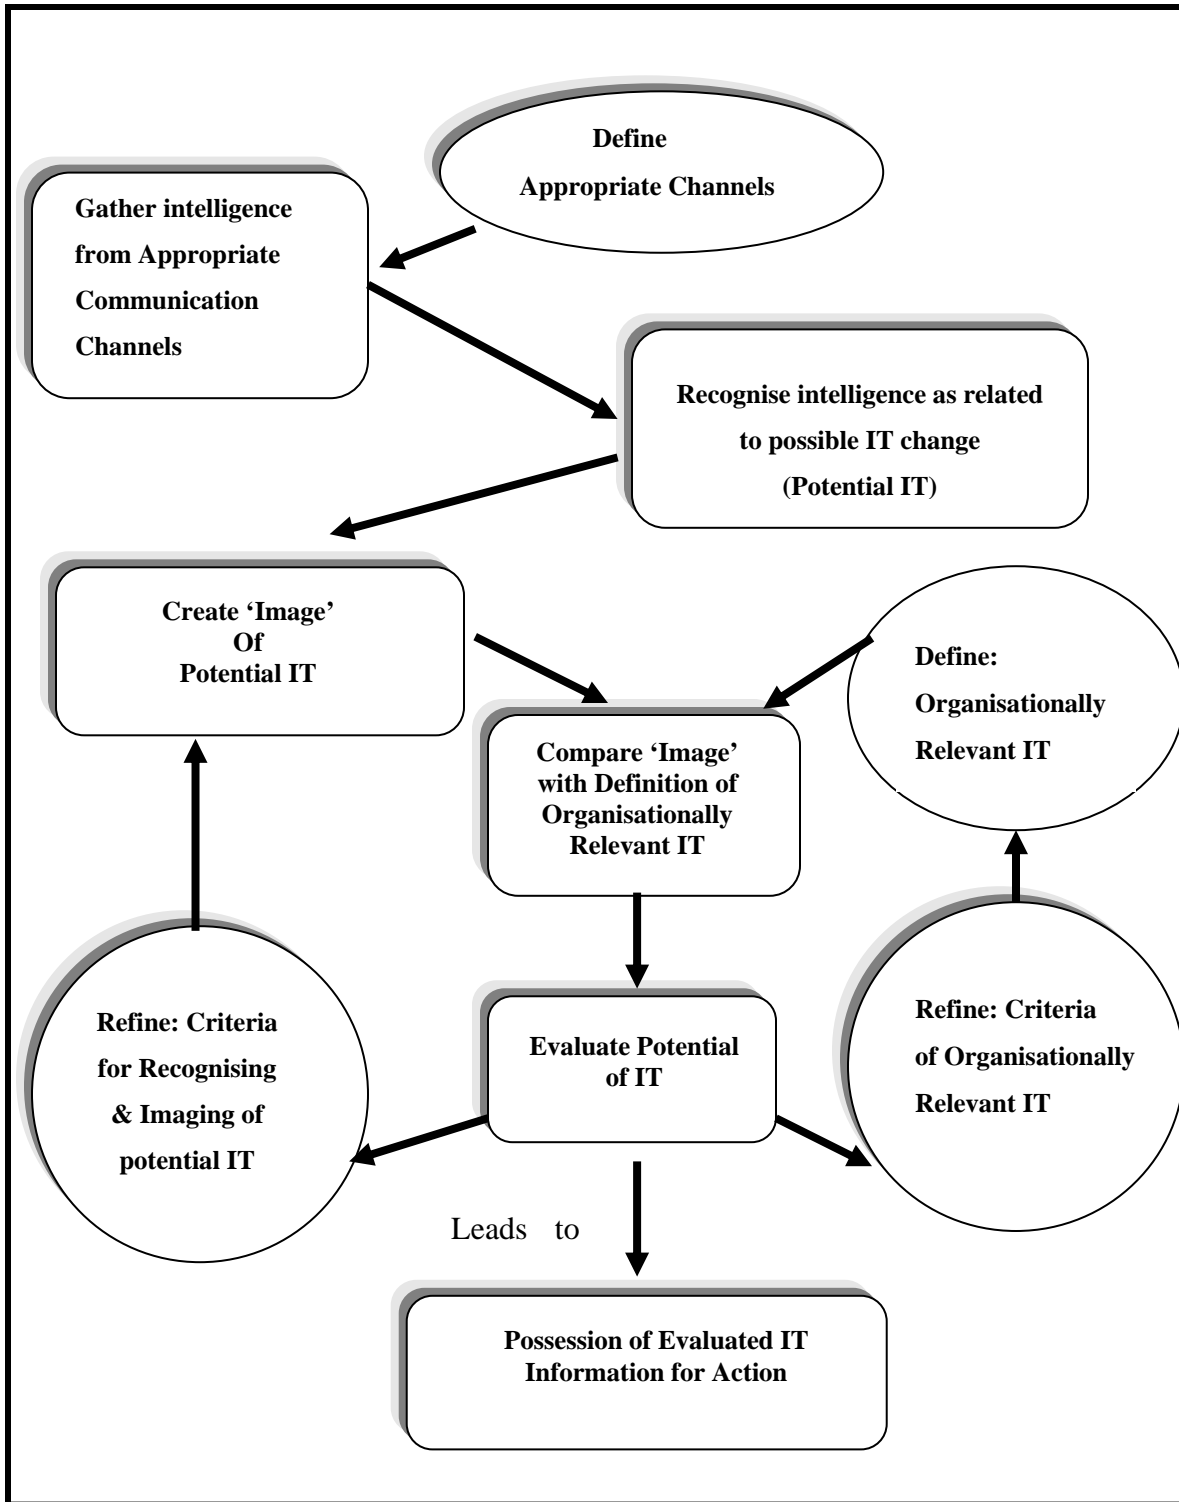 Define
Appropriate Channels
Gather intelligence
from Appropriate
Communication
Channels
Recognise intelligence as related
to possible IT change
(Potential IT)
Create ‘Image’
Of
Potential IT
Define:
Organisationally
Relevant IT
Compare ‘Image’
with Definition of
Organisationally
Relevant IT
Refine: Criteria
for Recognising
& Imaging of
potential IT
Evaluate Potential
of IT
Refine: Criteria
of Organisationally
Relevant IT
Leads to
Possession of Evaluated IT
Information for Action